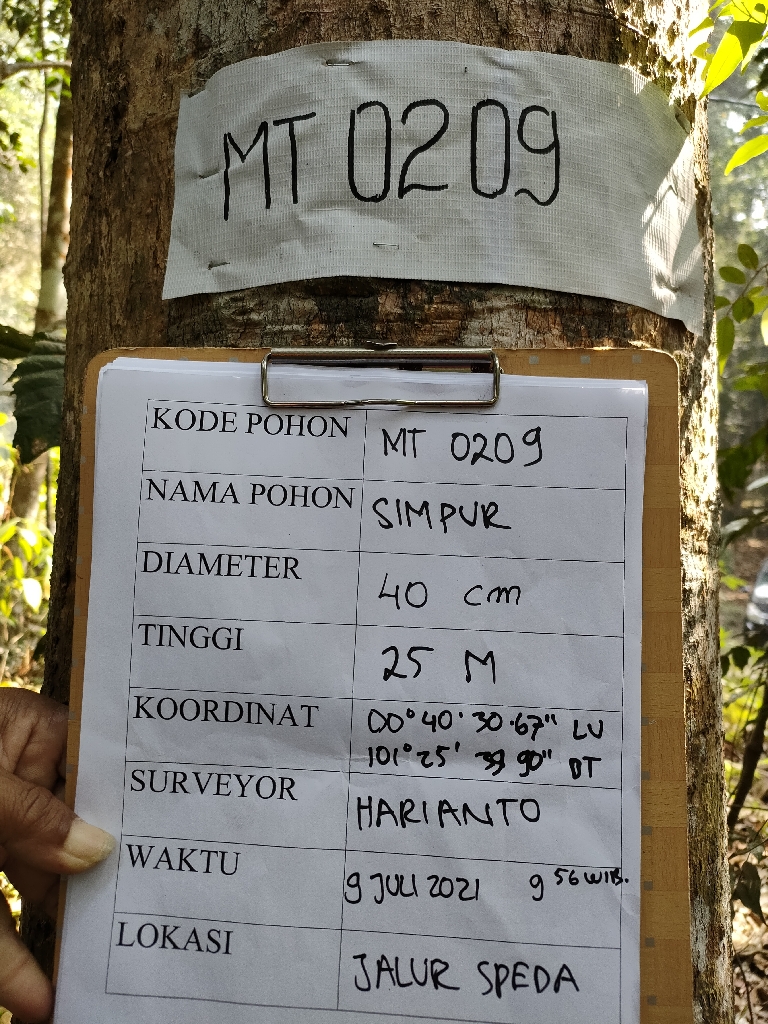 MT 0209
KODE POHON MT 0209
NAMA POHON SIMPUR
DIAMETER 40 cm
TINGGI 25 M
KOORDINAT 00° 40' 30.67" LU
101° 25' 39 90" BT
SURVEYOR HARIANTO
WAKTU 9 JULI 2021 9 56 WIB.
LOKASI JALUR SPEDA